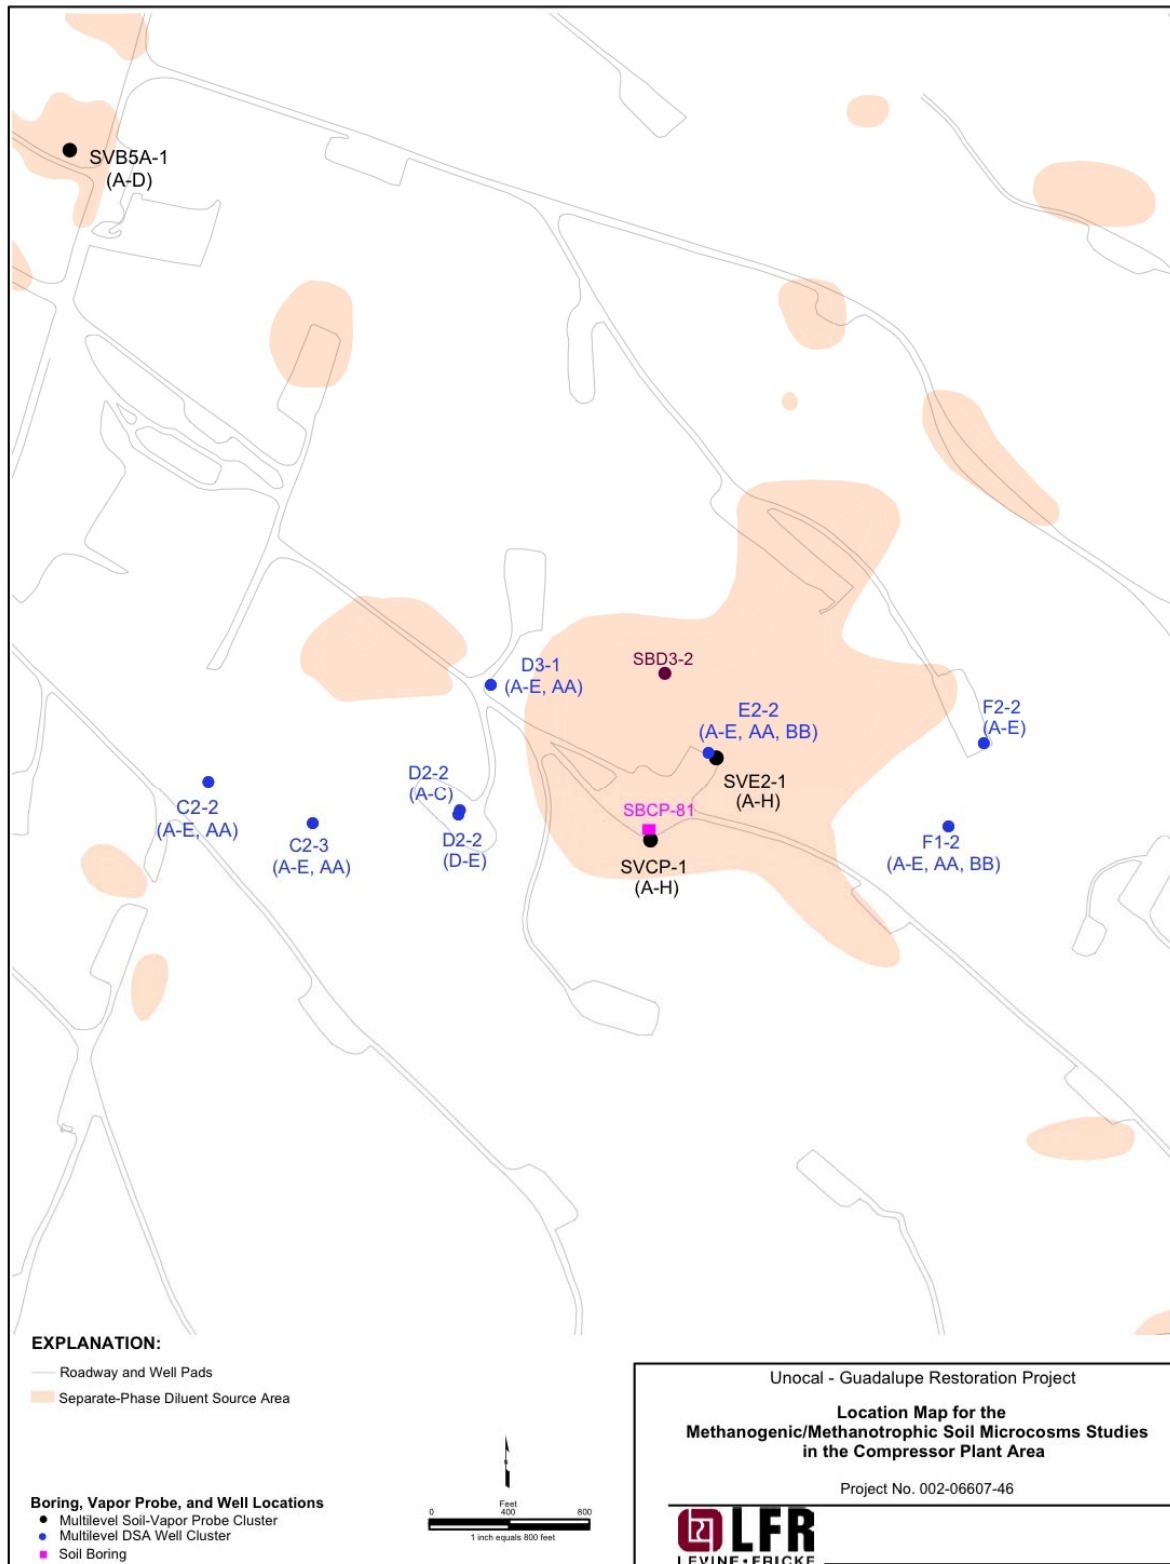 SVB5A-1
(A-D)
D3-1
(A-E, AA)
SBD3-2
E2-2
(A-E, AA, BB)
F2-2
(A-E)
SVE2-1
(A-H)
D2-2
(A-C)
C2-2
(A-E, AA)
C2-3
(A-E, AA)
D2-2
(D-E)
SBCP-81
SVCP-1
(A-H)
F1-2
(A-E, AA, BB)
EXPLANATION:
Roadway and Well Pads
Separate-Phase Diluent Source Area
Boring, Vapor Probe, and Well Locations
Multilevel Soil-Vapor Probe Cluster
Multilevel DSA Well Cluster
Soil Boring
Feet
0 400 800
1 inch equals 800 feet
Unocal - Guadalupe Restoration Project
Location Map for the
Methanogenic/Methanotrophic Soil Microcosms Studies
in the Compressor Plant Area
Project No. 002-06607-46
LFR
LEVINE•FRICKE